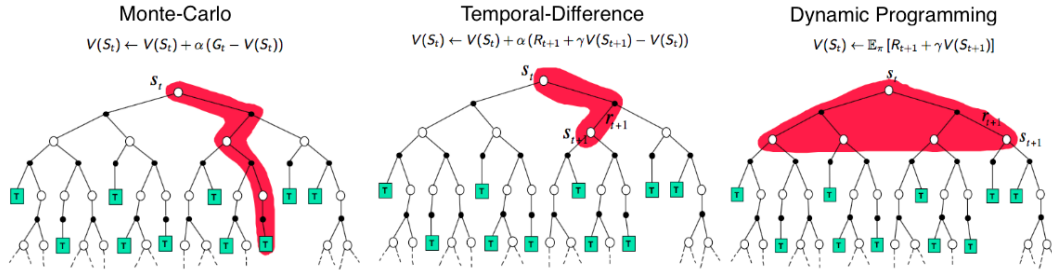 Monte-Carlo
V(S_t) ← V(S_t) + α (G_t − V(S_t))
s_t
T T T T
T T T T
Temporal-Difference
V(S_t) ← V(S_t) + α (R_{t+1} + γV(S_{t+1}) − V(S_t))
s_t
r_{t+1}
s_{t+1}
T T T T T
T T T T T
Dynamic Programming
V(S_t) ← 𝔼_π [R_{t+1} + γV(S_{t+1})]
s_t
r_{t+1}
s_{t+1}
T T T T T
T T T T